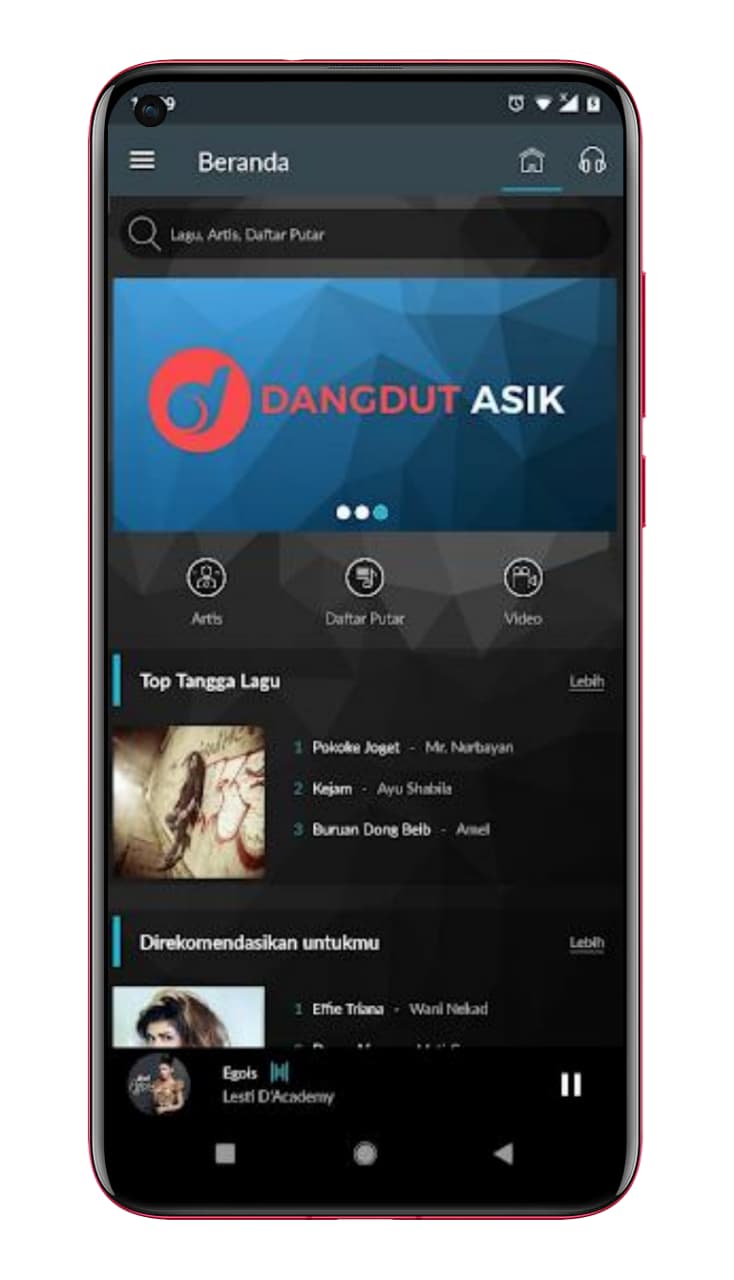 Beranda
Lagu, Artis, Daftar Putar
DANGDUT ASIK
Artis
Daftar Putar
Video
Top Tangga Lagu
Lebih
1 Pokoke Joget - Mr. Nurbayan
2 Kejam - Ayu Shabila
3 Buruan Dong Beib - Amel
Direkomendasikan untukmu
Lebih
1 Effie Triana - Wani Nekad
Egois
Lesti D'Academy